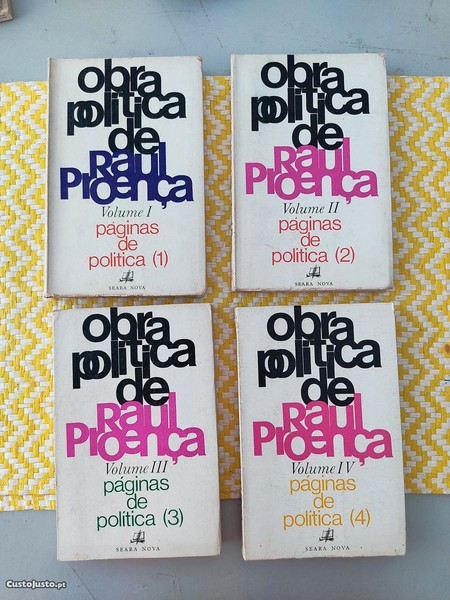 obra
politica
de
Raul
Proença
Volume I
páginas
de
politica (1)
SEARA NOVA
obra
politica
de
Raul
Proença
Volume II
páginas
de
politica (2)
SEARA NOVA
obra
politica
de
Raul
Proença
Volume III
páginas
de
politica (3)
SEARA NOVA
obra
politica
de
Raul
Proença
Volume IV
páginas
de
politica (4)
SEARA NOVA
CustoJusto.pt